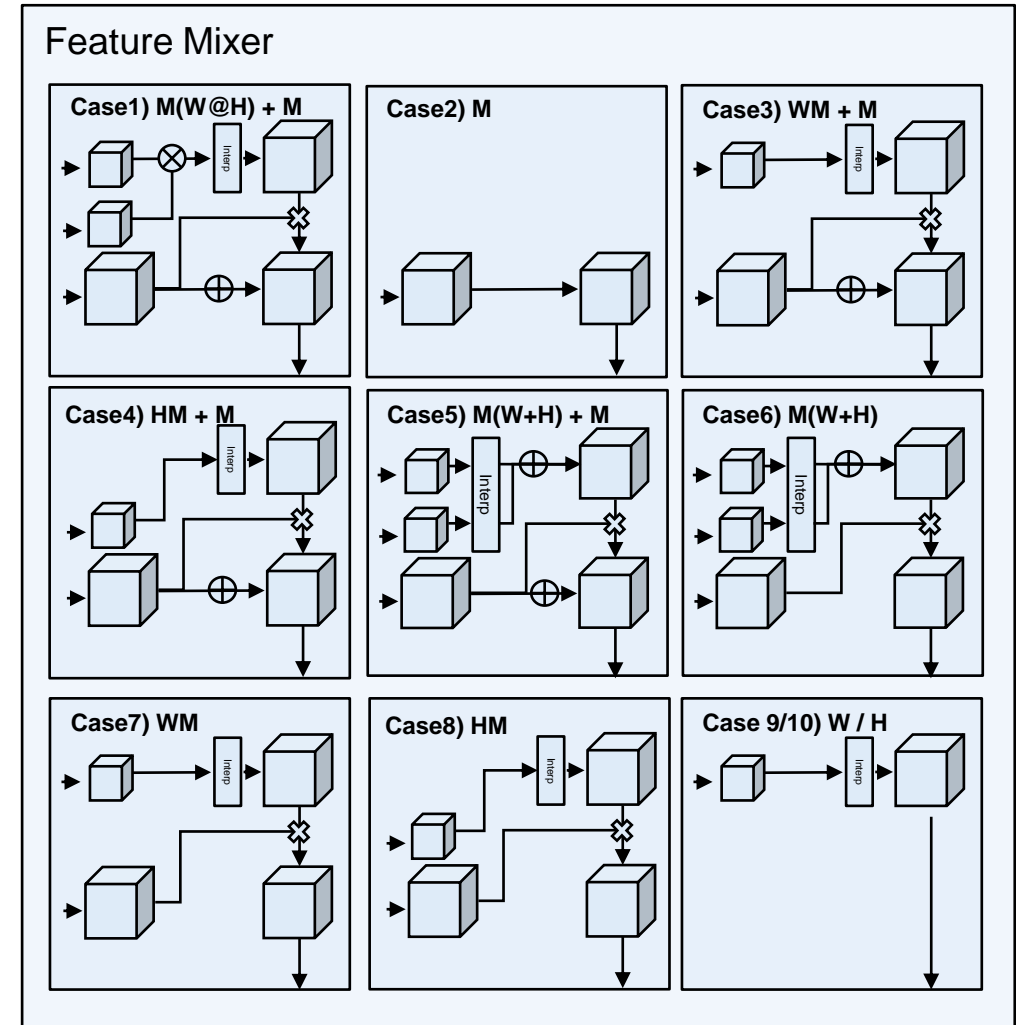 Feature Mixer
Case1) M(W@H) + M
Interp
Case2) M
Case3) WM + M
Interp
Case4) HM + M
Interp
Case5) M(W+H) + M
Interp
Case6) M(W+H)
Interp
Case7) WM
Interp
Case8) HM
Interp
Case 9/10) W / H
Interp